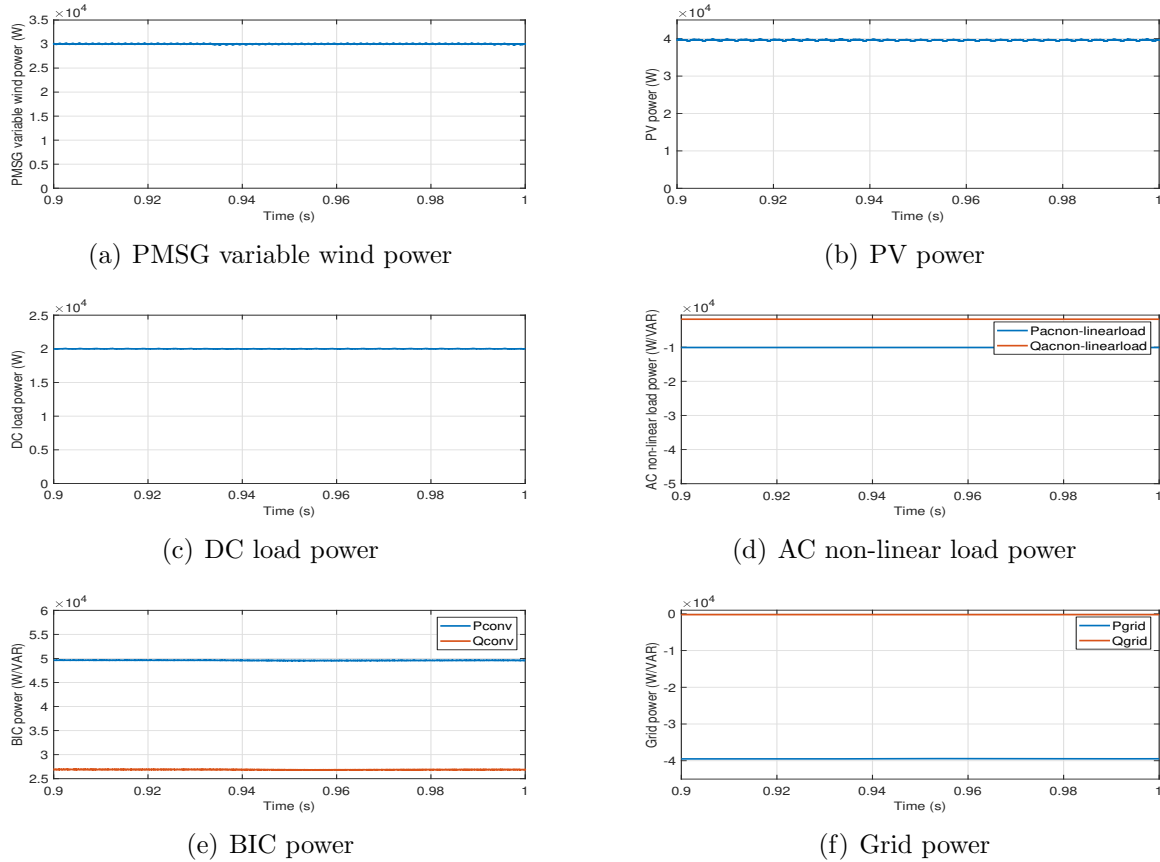 ×10⁴
3.5
3
2.5
2
1.5
1
0.5
0
PMSG variable wind power (W)
0.9 0.92 0.94 0.96 0.98 1
Time (s)
(a) PMSG variable wind power
×10⁴
4
3
2
1
0
PV power (W)
0.9 0.92 0.94 0.96 0.98 1
Time (s)
(b) PV power
×10⁴
2.5
2
1.5
1
0.5
0
DC load power (W)
0.9 0.92 0.94 0.96 0.98 1
Time (s)
(c) DC load power
×10⁴
-1
-2
-3
-4
-5
AC non-linear load power (W/VAR)
Pacnon-linearload
Qacnon-linearload
0.9 0.92 0.94 0.96 0.98 1
Time (s)
(d) AC non-linear load power
×10⁴
6
5.5
5
4.5
4
3.5
3
2.5
BIC power (W/VAR)
Pconv
Qconv
0.9 0.92 0.94 0.96 0.98 1
Time (s)
(e) BIC power
×10⁴
0
-1
-2
-3
-4
Grid power (W/VAR)
Pgrid
Qgrid
0.9 0.92 0.94 0.96 0.98 1
Time (s)
(f) Grid power